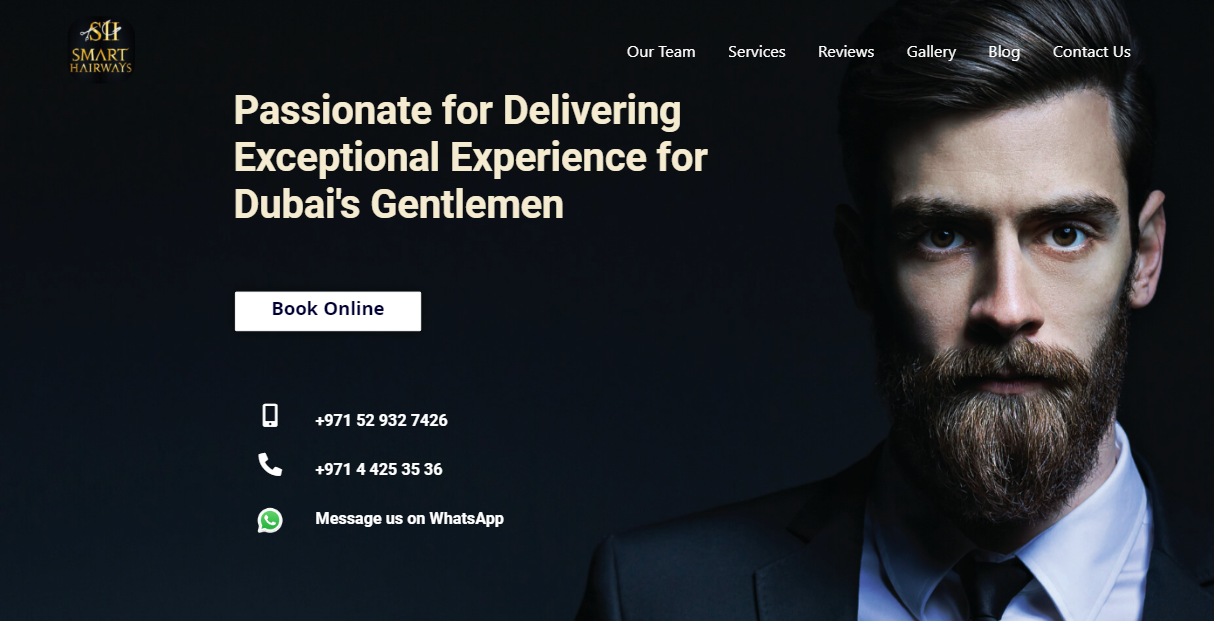 SH
SMART
HAIRWAYS
Our Team Services Reviews Gallery Blog Contact Us
Passionate for Delivering
Exceptional Experience for
Dubai's Gentlemen
Book Online
+971 52 932 7426
+971 4 425 35 36
Message us on WhatsApp